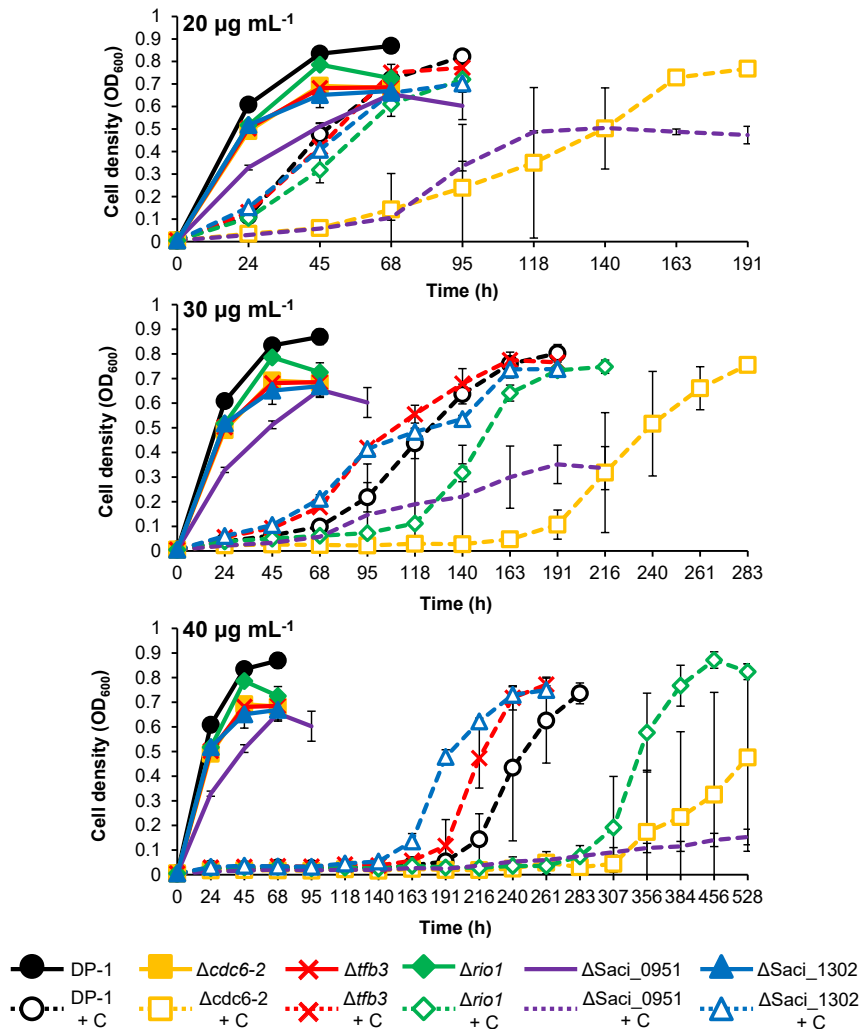 20 µg mL-1
Cell density (OD600)
1
0.9
0.8
0.7
0.6
0.5
0.4
0.3
0.2
0.1
0
0 24 45 68 95 118 140 163 191
Time (h)
30 µg mL-1
Cell density (OD600)
1
0.9
0.8
0.7
0.6
0.5
0.4
0.3
0.2
0.1
0
0 24 45 68 95 118 140 163 191 216 240 261 283
Time (h)
40 µg mL-1
Cell density (OD600)
1
0.9
0.8
0.7
0.6
0.5
0.4
0.3
0.2
0.1
0
0 24 45 68 95 118 140 163 191 216 240 261 283 307 356 384 456 528
Time (h)
DP-1 Δcdc6-2 Δtfb3 Δrio1 ΔSaci_0951 ΔSaci_1302
DP-1 Δcdc6-2 Δtfb3 Δrio1 ΔSaci_0951 ΔSaci_1302
+ C + C + C + C + C + C